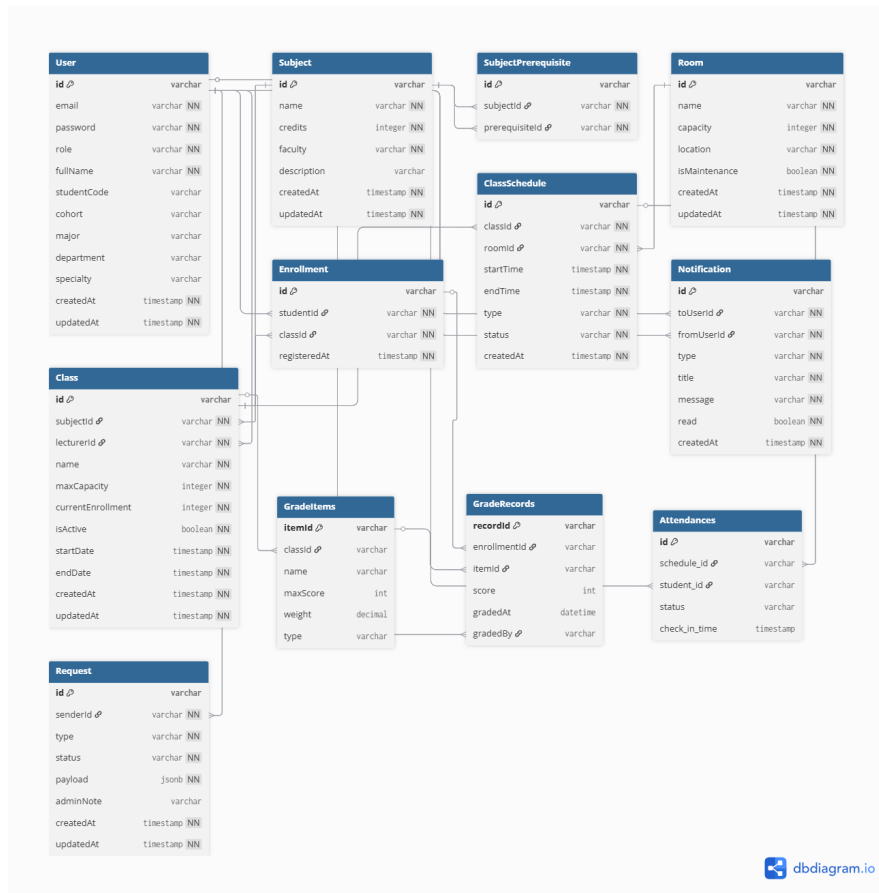 User
id varchar
email varchar NN
password varchar NN
role varchar NN
fullName varchar NN
studentCode varchar
cohort varchar
major varchar
department varchar
specialty varchar
createdAt timestamp NN
updatedAt timestamp NN
Subject
id varchar
name varchar NN
credits integer NN
faculty varchar NN
description varchar
createdAt timestamp NN
updatedAt timestamp NN
SubjectPrerequisite
id varchar
subjectId varchar NN
prerequisiteId varchar NN
Room
id varchar
name varchar NN
capacity integer NN
location varchar NN
isMaintenance boolean NN
createdAt timestamp NN
updatedAt timestamp NN
ClassSchedule
id varchar
classId varchar NN
roomId varchar NN
startTime timestamp NN
endTime timestamp NN
type varchar NN
status varchar NN
createdAt timestamp NN
Enrollment
id varchar
studentId varchar NN
classId varchar NN
registeredAt timestamp NN
Notification
id varchar
toUserId varchar NN
fromUserId varchar NN
type varchar NN
title varchar NN
message varchar NN
read boolean NN
createdAt timestamp NN
Class
id varchar
subjectId varchar NN
lecturerId varchar NN
name varchar NN
maxCapacity integer NN
currentEnrollment integer NN
isActive boolean NN
startDate timestamp NN
endDate timestamp NN
createdAt timestamp NN
updatedAt timestamp NN
GradeItems
itemId varchar
classId varchar
name varchar
maxScore int
weight decimal
type varchar
GradeRecords
recordId varchar
enrollmentId varchar
itemId varchar
score int
gradedAt datetime
gradedBy varchar
Attendances
id varchar
schedule_id varchar
student_id varchar
status varchar
check_in_time timestamp
Request
id varchar
senderId varchar NN
type varchar NN
status varchar NN
payload jsonb NN
adminNote varchar
createdAt timestamp NN
updatedAt timestamp NN
dbdiagram.io